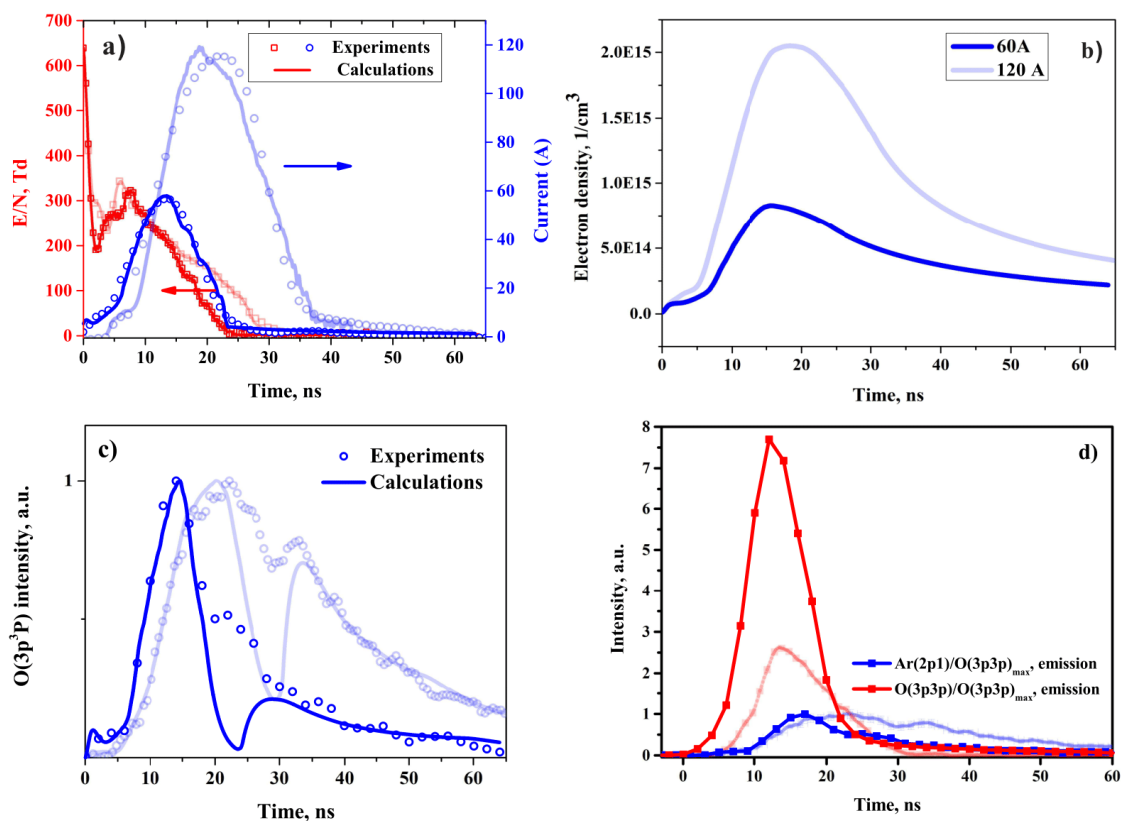 a)
Experiments
Calculations
E/N, Td
700
600
500
400
300
200
100
0
Current (A)
120
100
80
60
40
20
0
0 10 20 30 40 50 60
Time, ns
b)
60A
120 A
Electron density, 1/cm3
2.0E15
1.5E15
1.0E15
5.0E14
0.0
0 10 20 30 40 50 60
Time, ns
c)
Experiments
Calculations
O(3p3P) intensity, a.u.
1
0 10 20 30 40 50 60
Time, ns
d)
Intensity, a.u.
8
7
6
5
4
3
2
1
0
Ar(2p1)/O(3p3p)max, emission
O(3p3p)/O(3p3p)max, emission
0 10 20 30 40 50 60
Time, ns